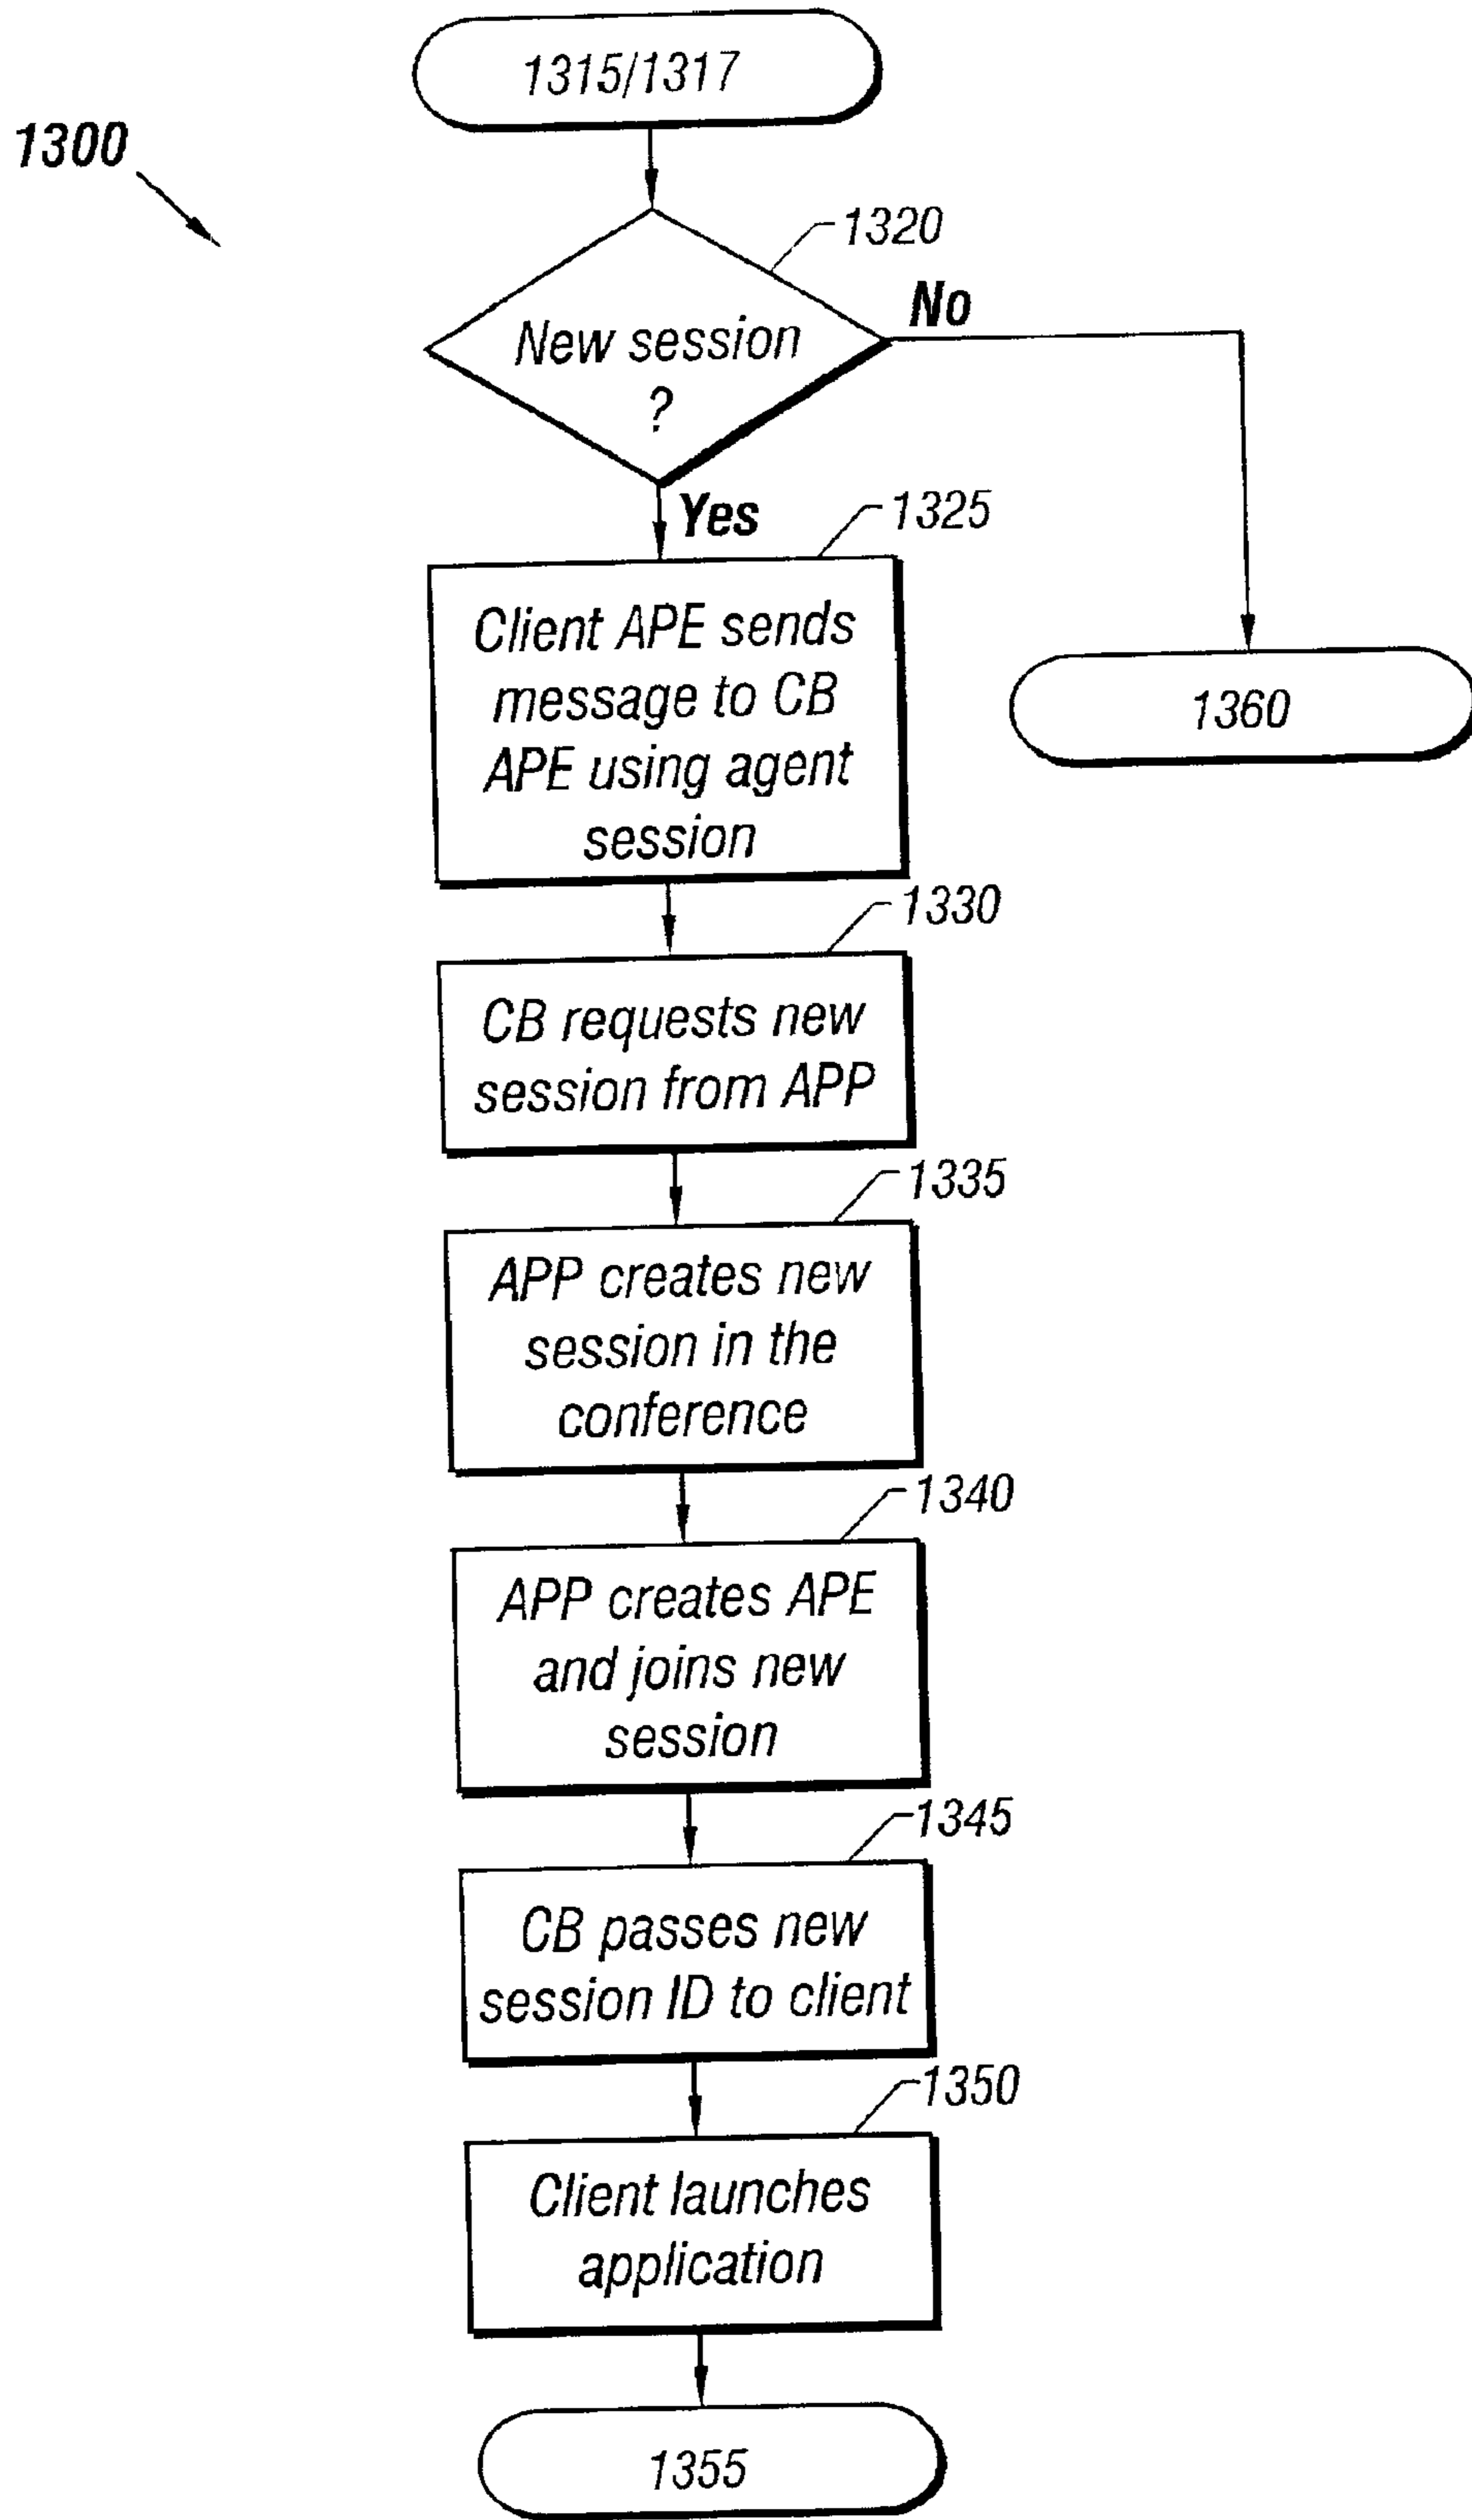 1315/1317
1300
1320
No
New session
?
Yes
1325
Client APE sends
message to CB
APE using agent
session
1360
1330
CB requests new
session from APP
1335
APP creates new
session in the
conference
1340
APP creates APE
and joins new
session
1345
CB passes new
session ID to client
1350
Client launches
application
1355